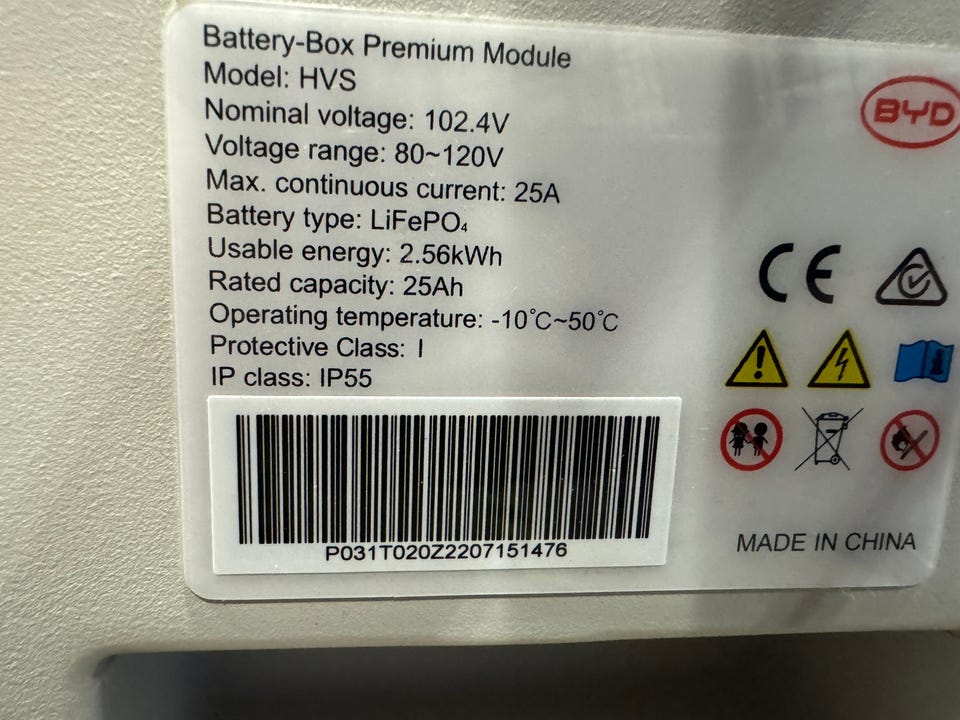 Battery-Box Premium Module
Model: HVS
Nominal voltage: 102.4V
Voltage range: 80~120V
Max. continuous current: 25A
Battery type: LiFePO₄
Usable energy: 2.56kWh
Rated capacity: 25Ah
Operating temperature: -10℃~50℃
Protective Class: I
IP class: IP55
P031T020Z2207151476
BYD
CE
MADE IN CHINA